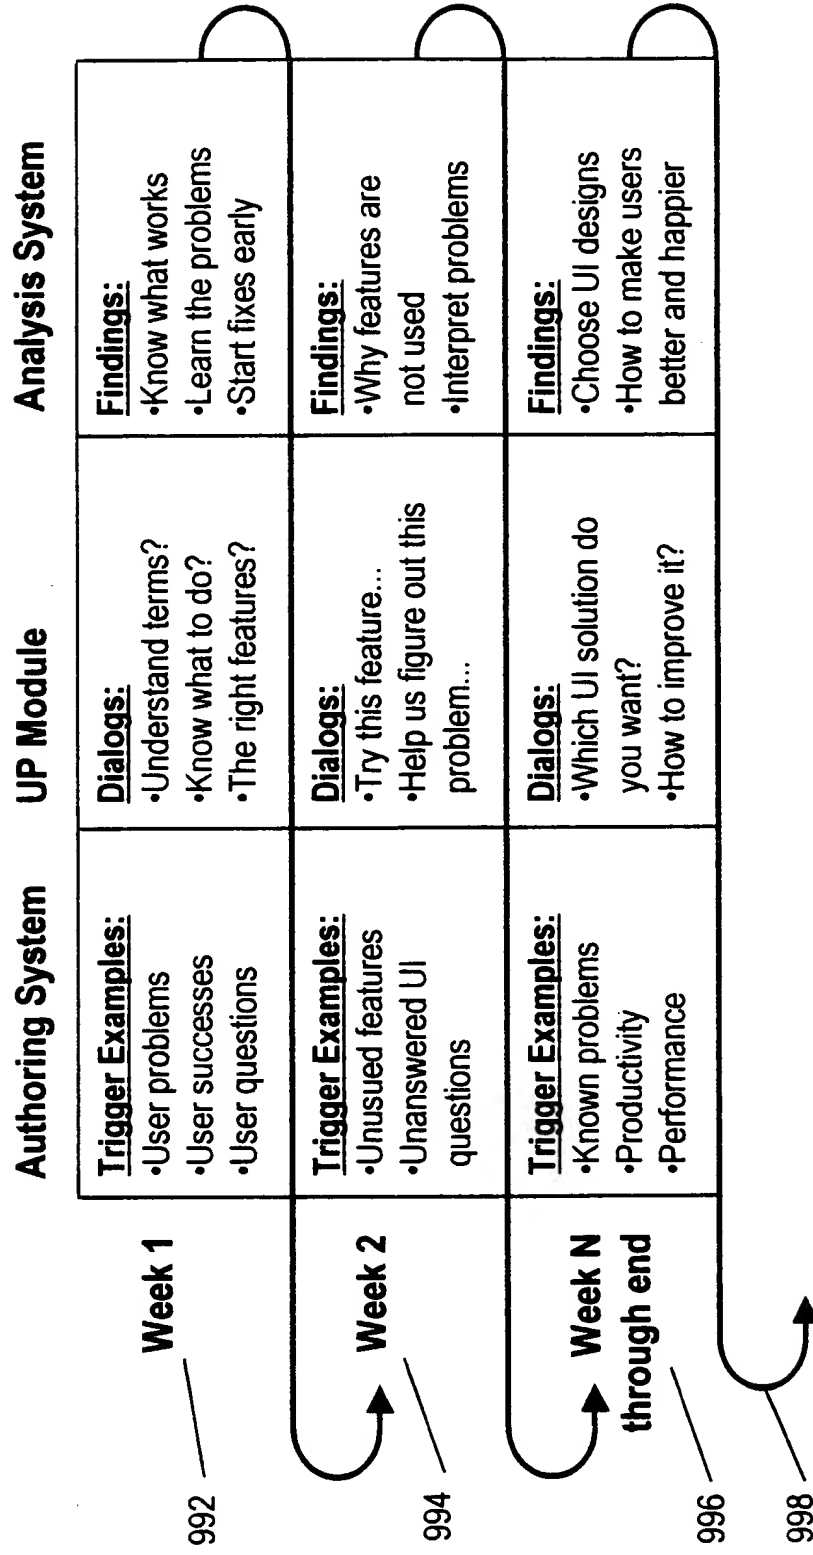 Authoring System
UP Module
Analysis System
Week 1
Trigger Examples:
•User problems
•User successes
•User questions
Dialogs:
•Understand terms?
•Know what to do?
•The right features?
Findings:
•Know what works
•Learn the problems
•Start fixes early
Week 2
Trigger Examples:
•Unusued features
•Unanswered UI
questions
Dialogs:
•Try this feature...
•Help us figure out this
problem...
Findings:
•Why features are
not used
•Interpret problems
Week N
through end
Trigger Examples:
•Known problems
•Productivity
•Performance
Dialogs:
•Which UI solution do
you want?
•How to improve it?
Findings:
•Choose UI designs
•How to make users
better and happier
992
994
996
998